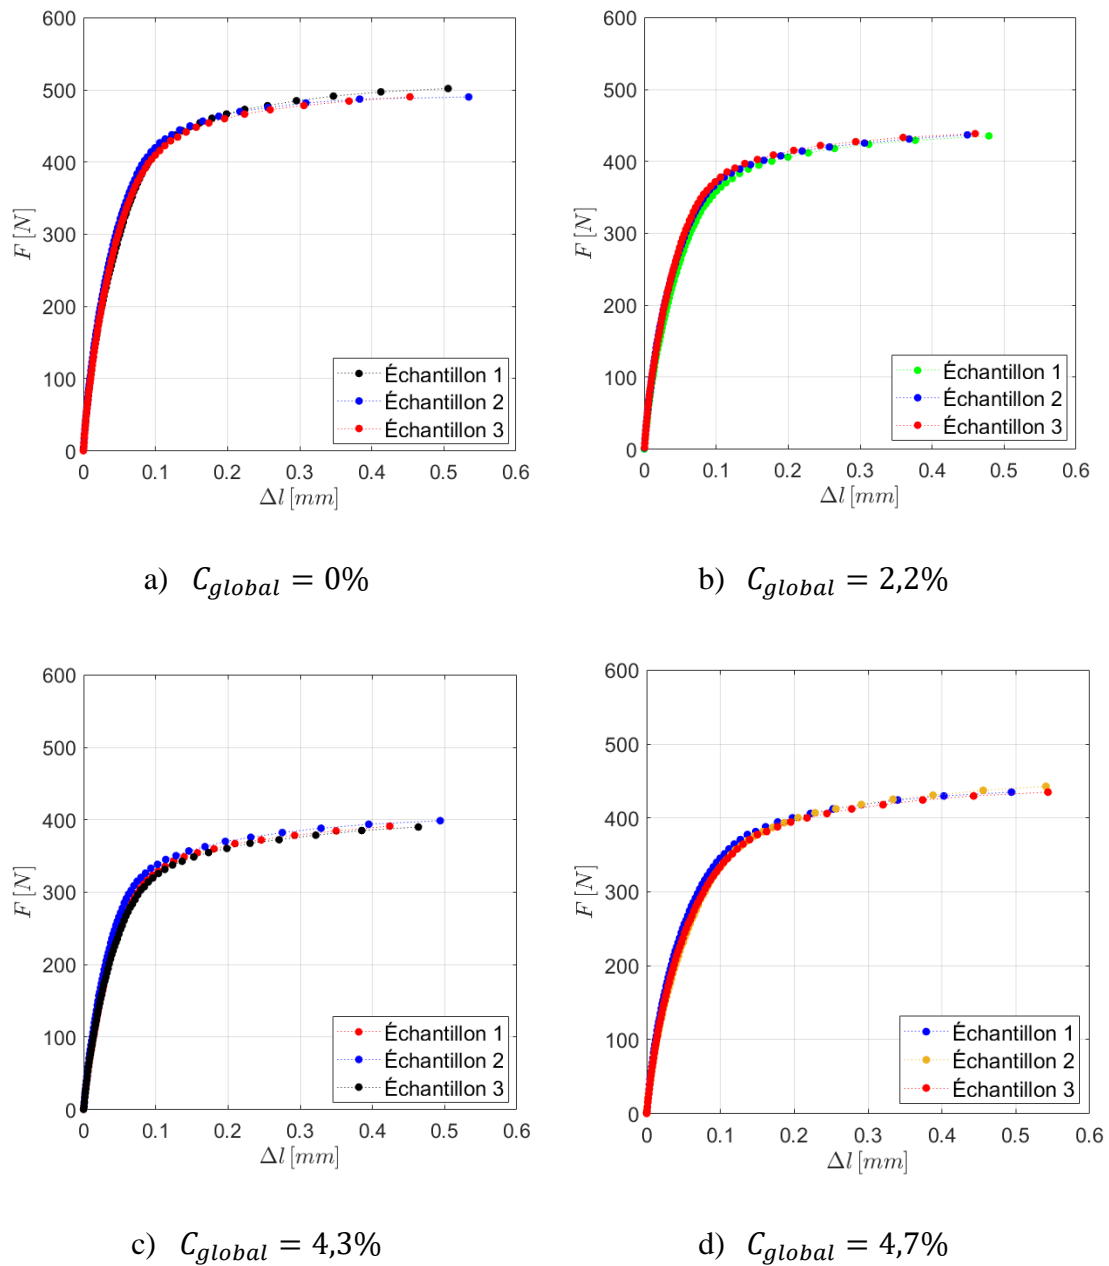 600
500
400
300
200
100
0
F [N]
Échantillon 1
Échantillon 2
Échantillon 3
0 0.1 0.2 0.3 0.4 0.5 0.6
Δl [mm]
a) C_global = 0%
600
500
400
300
200
100
0
F [N]
Échantillon 1
Échantillon 2
Échantillon 3
0 0.1 0.2 0.3 0.4 0.5 0.6
Δl [mm]
b) C_global = 2,2%
600
500
400
300
200
100
0
F [N]
Échantillon 1
Échantillon 2
Échantillon 3
0 0.1 0.2 0.3 0.4 0.5 0.6
Δl [mm]
c) C_global = 4,3%
600
500
400
300
200
100
0
F [N]
Échantillon 1
Échantillon 2
Échantillon 3
0 0.1 0.2 0.3 0.4 0.5 0.6
Δl [mm]
d) C_global = 4,7%